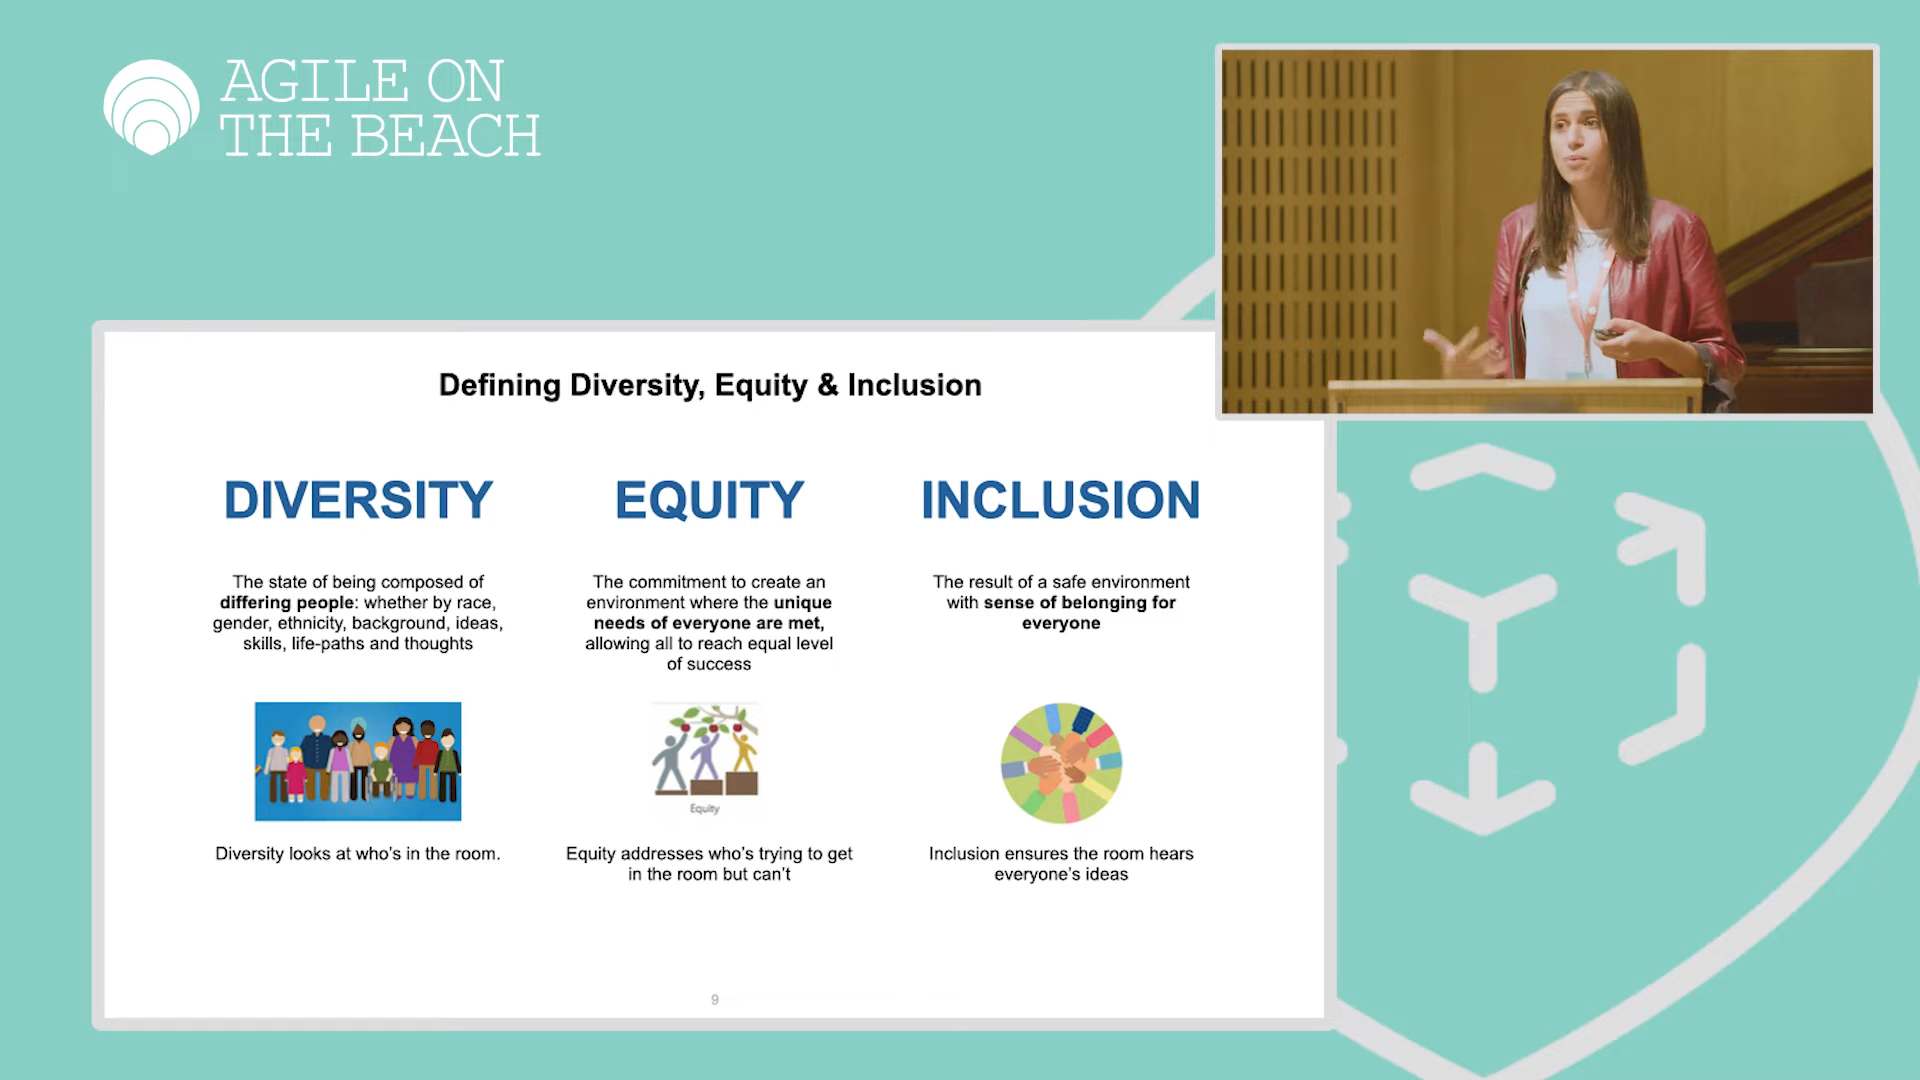 AGILE ON
THE BEACH
Defining Diversity, Equity & Inclusion
DIVERSITY
The state of being composed of
differing people: whether by race,
gender, ethnicity, background, ideas,
skills, life-paths and thoughts
Diversity looks at who's in the room.
EQUITY
The commitment to create an
environment where the unique
needs of everyone are met,
allowing all to reach equal level
of success
Equity
Equity addresses who's trying to get
in the room but can't
INCLUSION
The result of a safe environment
with sense of belonging for
everyone
Inclusion ensures the room hears
everyone's ideas
9